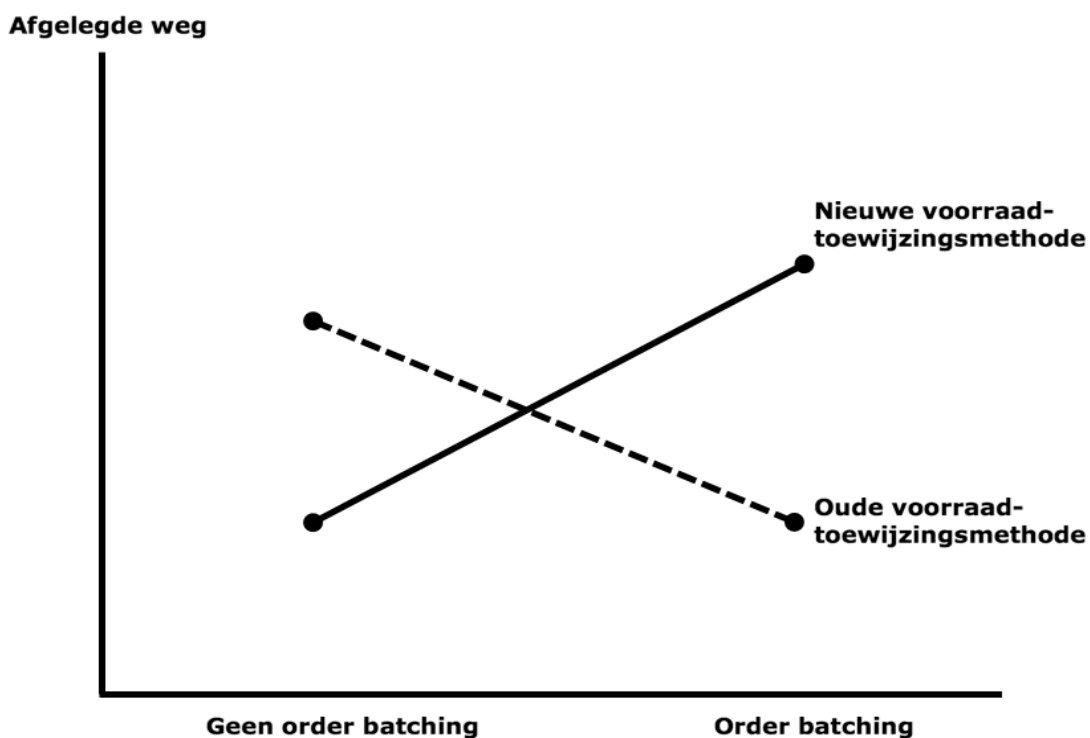 Afgelegde weg
Nieuwe voorraad-
toewijzingsmethode
Oude voorraad-
toewijzingsmethode
Geen order batching
Order batching